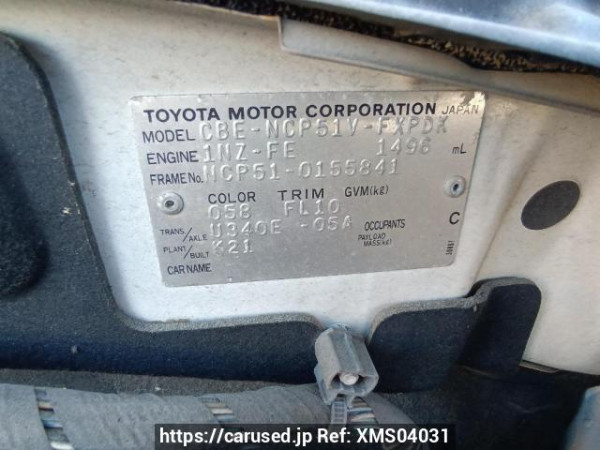 TOYOTA MOTOR CORPORATION JAPAN
MODEL CBE-NCP51V-FXPDK
ENGINE 1NZ-FE 1496 mL
FRAME No. NCP51-0155841
COLOR TRIM GVM(kg)
058 FL10
TRANS./AXLE U340E -05A OCCUPANTS C
PLANT/BUILT K21 PAYLOAD MASS(kg)
CAR NAME
https://carused.jp Ref: XMS04031